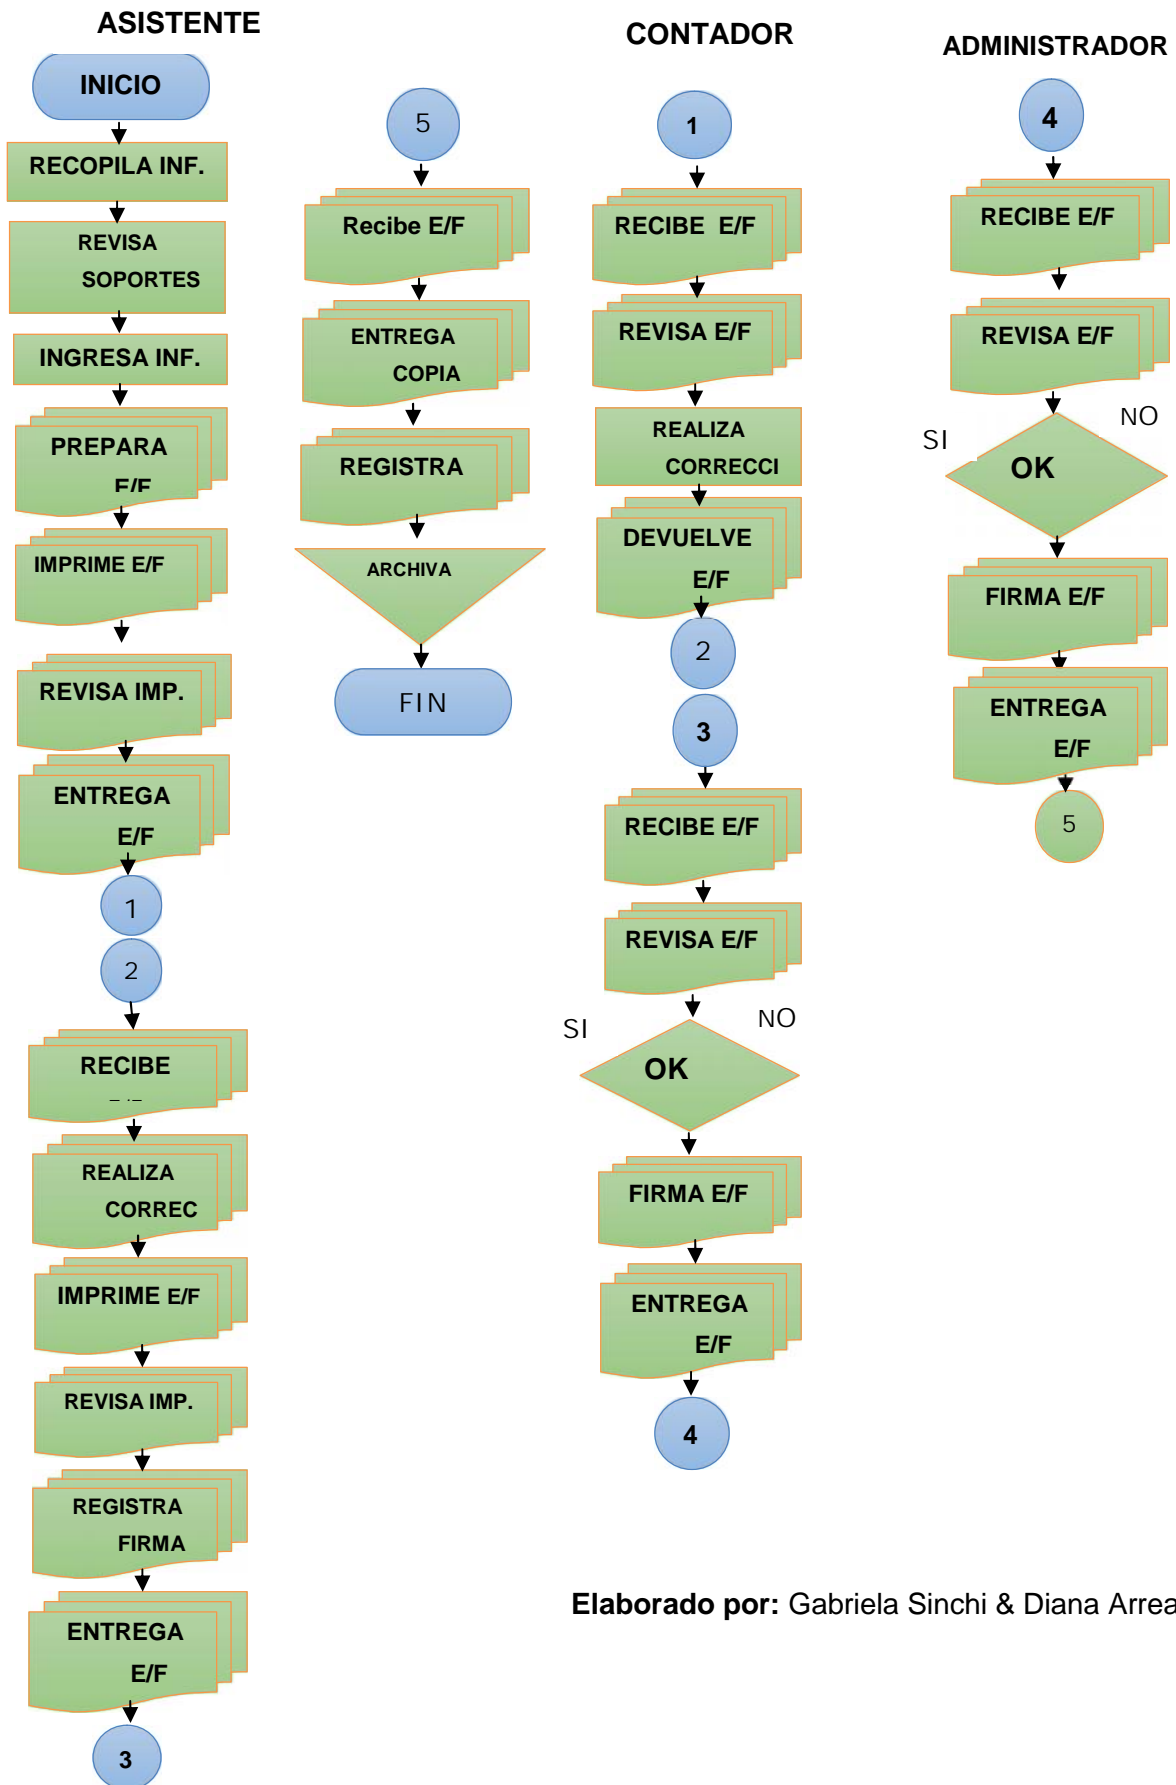 ASISTENTE
INICIO
RECOPILA INF.
REVISA
SOPORTES
INGRESA INF.
PREPARA
E/F
IMPRIME E/F
REVISA IMP.
ENTREGA
E/F
1
2
RECIBE
REALIZA
CORREC
IMPRIME E/F
REVISA IMP.
REGISTRA
FIRMA
ENTREGA
E/F
3
5
Recibe E/F
ENTREGA
COPIA
REGISTRA
ARCHIVA
FIN
CONTADOR
1
RECIBE E/F
REVISA E/F
REALIZA
CORRECCI
DEVUELVE
E/F
2
3
RECIBE E/F
REVISA E/F
SI
NO
OK
FIRMA E/F
ENTREGA
E/F
4
ADMINISTRADOR
4
RECIBE E/F
REVISA E/F
SI
NO
OK
FIRMA E/F
ENTREGA
E/F
5
Elaborado por: Gabriela Sinchi & Diana Arrea